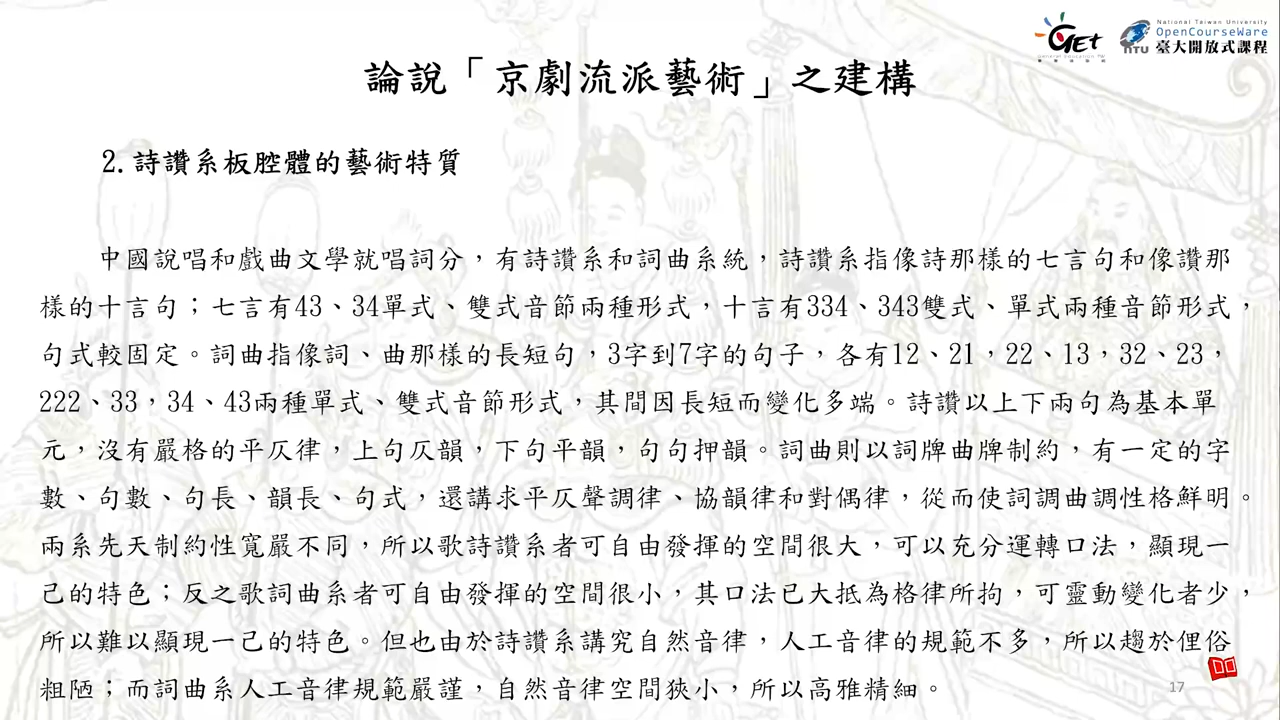 GET
National Taiwan University
OpenCourseWare
NTU
臺大開放式課程
論說「京劇流派藝術」之建構
2.詩讚系板腔體的藝術特質
中國說唱和戲曲文學就唱詞分，有詩讚系和詞曲系統，詩讚系指像詩那樣的七言句和像讚那
樣的十言句；七言有43、34單式、雙式音節兩種形式，十言有334、343雙式、單式兩種音節形式，
句式較固定。詞曲指像詞、曲那樣的長短句，3字到7字的句子，各有12、21，22、13，32、23，
222、33，34、43兩種單式、雙式音節形式，其間因長短而變化多端。詩讚以上下兩句為基本單
元，沒有嚴格的平仄律，上句仄韻，下句平韻，句句押韻。詞曲則以詞牌曲牌制約，有一定的字
數、句數、句長、韻長、句式，還講求平仄聲調律、協韻律和對偶律，從而使詞調曲調性格鮮明。
兩系先天制約性寬嚴不同，所以歌詩讚系者可自由發揮的空間很大，可以充分運轉口法，顯現一
己的特色；反之歌詞曲系者可自由發揮的空間很小，其口法已大抵為格律所拘，可靈動變化者少，
所以難以顯現一己的特色。但也由於詩讚系講究自然音律，人工音律的規範不多，所以趨於俚俗
粗陋；而詞曲系人工音律規範嚴謹，自然音律空間狹小，所以高雅精細。
17